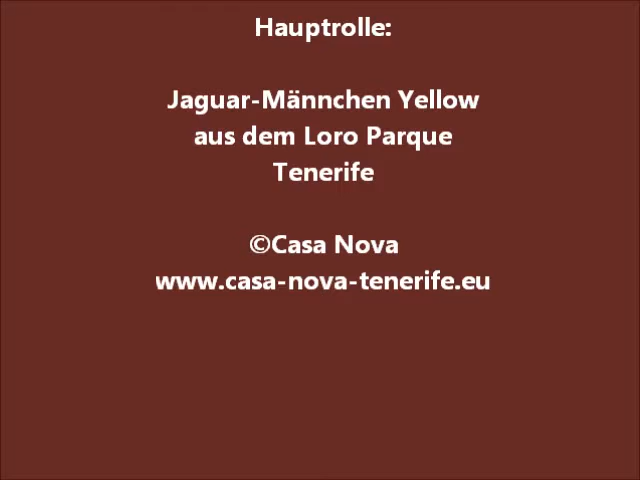 Hauptrolle:
Jaguar-Männchen Yellow
aus dem Loro Parque
Tenerife
©Casa Nova
www.casa-nova-tenerife.eu